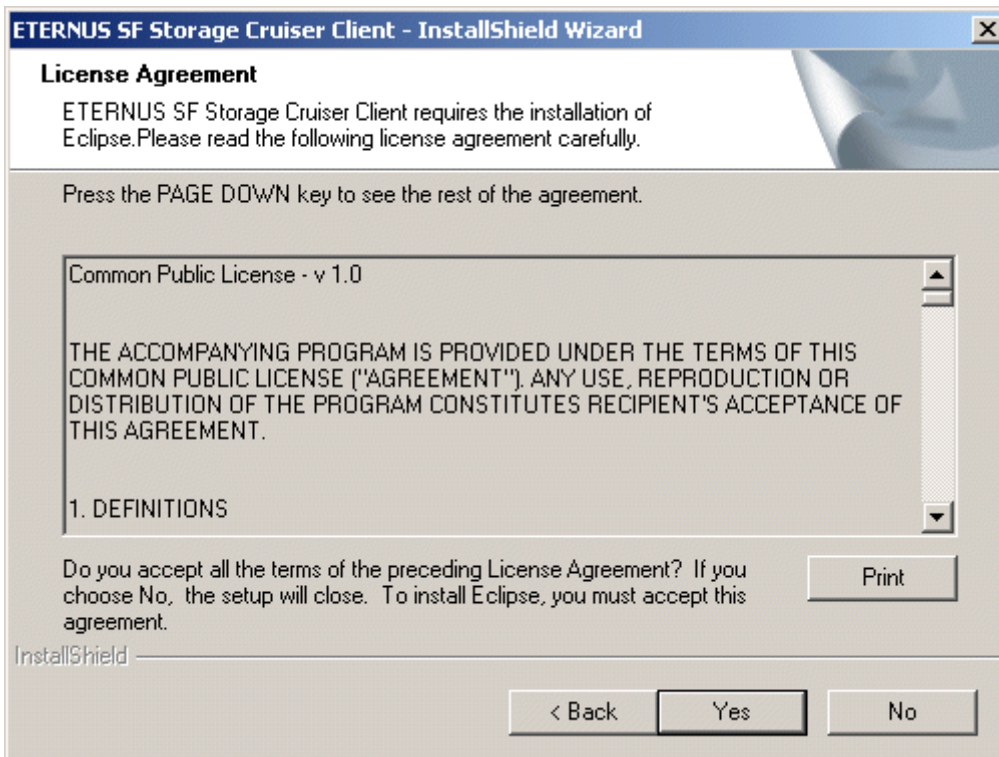 ETERNUS SF Storage Cruiser Client - InstallShield Wizard
License Agreement
ETERNUS SF Storage Cruiser Client requires the installation of
Eclipse.Please read the following license agreement carefully.
Press the PAGE DOWN key to see the rest of the agreement.
Common Public License - v 1.0
THE ACCOMPANYING PROGRAM IS PROVIDED UNDER THE TERMS OF THIS
COMMON PUBLIC LICENSE ("AGREEMENT"). ANY USE, REPRODUCTION OR
DISTRIBUTION OF THE PROGRAM CONSTITUTES RECIPIENT'S ACCEPTANCE OF
THIS AGREEMENT.
1. DEFINITIONS
Do you accept all the terms of the preceding License Agreement?  If you
choose No,  the setup will close.  To install Eclipse, you must accept this
agreement.
Print
InstallShield
< Back
Yes
No